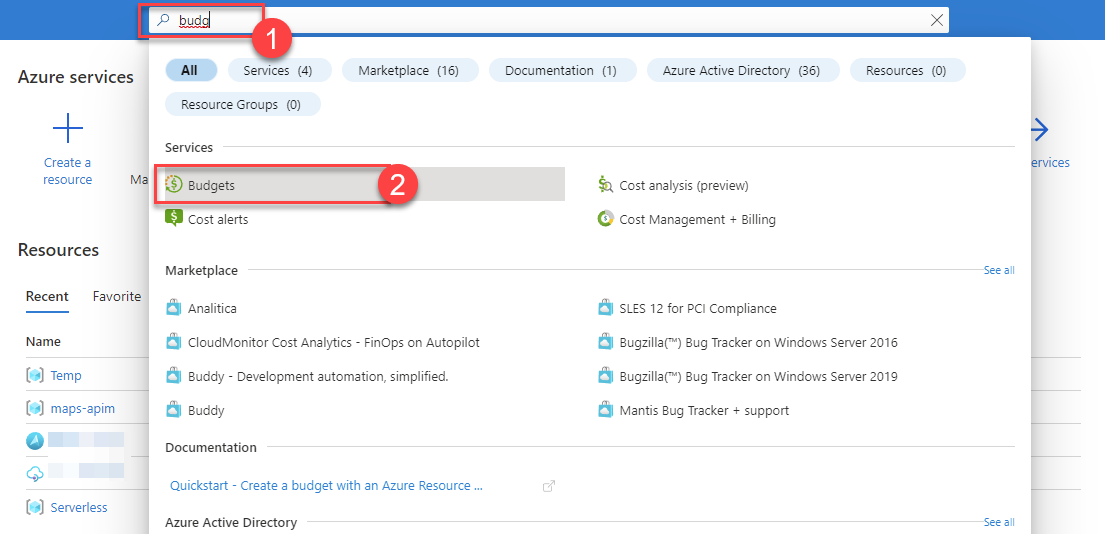 budg
1
All
Services (4)
Marketplace (16)
Documentation (1)
Azure Active Directory (36)
Resources (0)
Resource Groups (0)
Azure services
Create a
resource
Ma
ervices
Services
Budgets
2
Cost analysis (preview)
Cost alerts
Cost Management + Billing
Resources
Recent
Favorite
Name
Temp
maps-apim
Serverless
Marketplace
See all
Analitica
SLES 12 for PCI Compliance
CloudMonitor Cost Analytics - FinOps on Autopilot
Bugzilla(™) Bug Tracker on Windows Server 2016
Buddy - Development automation, simplified.
Bugzilla(™) Bug Tracker on Windows Server 2019
Buddy
Mantis Bug Tracker + support
Documentation
Quickstart - Create a budget with an Azure Resource ...
Azure Active Directory
See all